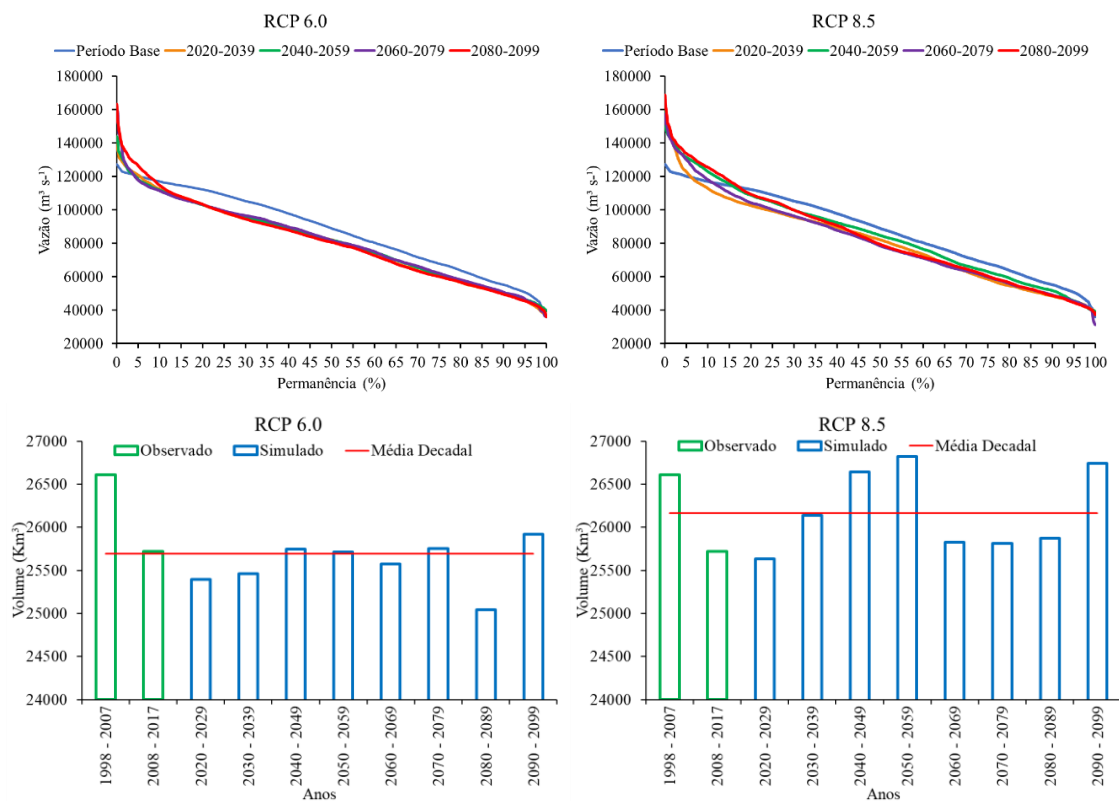 RCP 6.0
Período Base 2020-2039 2040-2059 2060-2079 2080-2099
180000
160000
140000
120000
100000
80000
60000
40000
20000
Vazão (m³ s⁻¹)
0 5 10 15 20 25 30 35 40 45 50 55 60 65 70 75 80 85 90 95 100
Permanência (%)
RCP 8.5
Período Base 2020-2039 2040-2059 2060-2079 2080-2099
180000
160000
140000
120000
100000
80000
60000
40000
20000
Vazão (m³ s⁻¹)
0 5 10 15 20 25 30 35 40 45 50 55 60 65 70 75 80 85 90 95 100
Permanência (%)
RCP 6.0
Observado Simulado Média Decadal
27000
26500
26000
25500
25000
24500
24000
Volume (Km³)
1998 - 2007
2008 - 2017
2020 - 2029
2030 - 2039
2040 - 2049
2050 - 2059
2060 - 2069
2070 - 2079
2080 - 2089
2090 - 2099
Anos
RCP 8.5
Observado Simulado Média Decadal
27000
26500
26000
25500
25000
24500
24000
Volume (Km³)
1998 - 2007
2008 - 2017
2020 - 2029
2030 - 2039
2040 - 2049
2050 - 2059
2060 - 2069
2070 - 2079
2080 - 2089
2090 - 2099
Anos